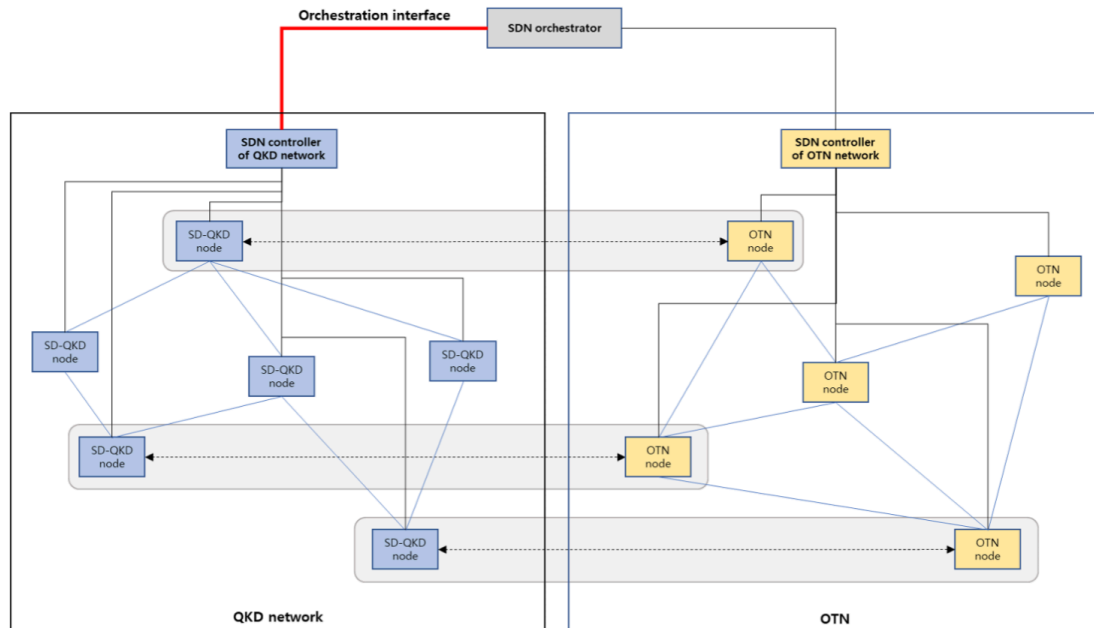 Orchestration interface
SDN orchestrator
SDN controller
of QKD network
SDN controller
of OTN network
SD-QKD
node
OTN
node
OTN
node
SD-QKD
node
SD-QKD
node
SD-QKD
node
OTN
node
SD-QKD
node
OTN
node
SD-QKD
node
OTN
node
QKD network
OTN